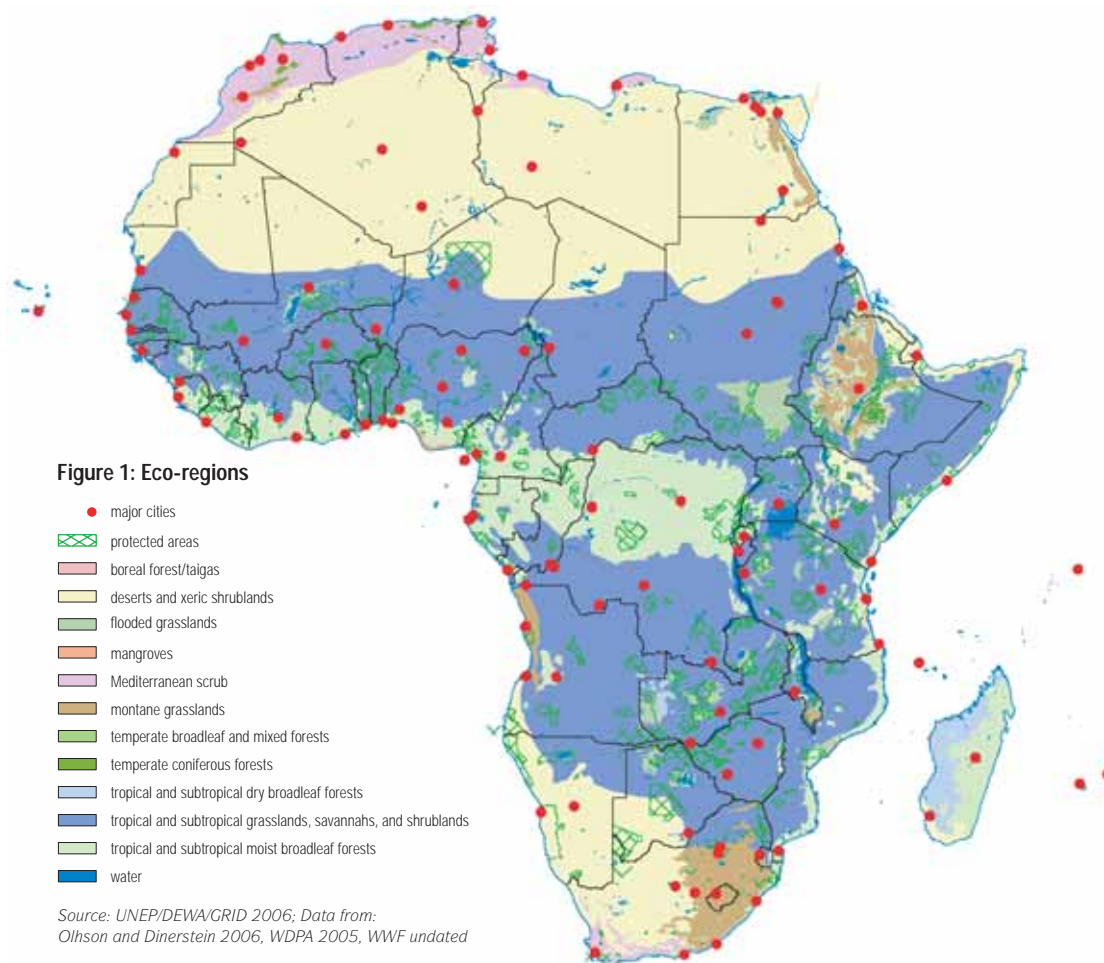 Figure 1: Eco-regions
major cities
protected areas
boreal forest/taigas
deserts and xeric shrublands
flooded grasslands
mangroves
Mediterranean scrub
montane grasslands
temperate broadleaf and mixed forests
temperate coniferous forests
tropical and subtropical dry broadleaf forests
tropical and subtropical grasslands, savannahs, and shrublands
tropical and subtropical moist broadleaf forests
water
Source: UNEP/DEWA/GRID 2006; Data from:
Olhson and Dinerstein 2006, WDPA 2005, WWF undated